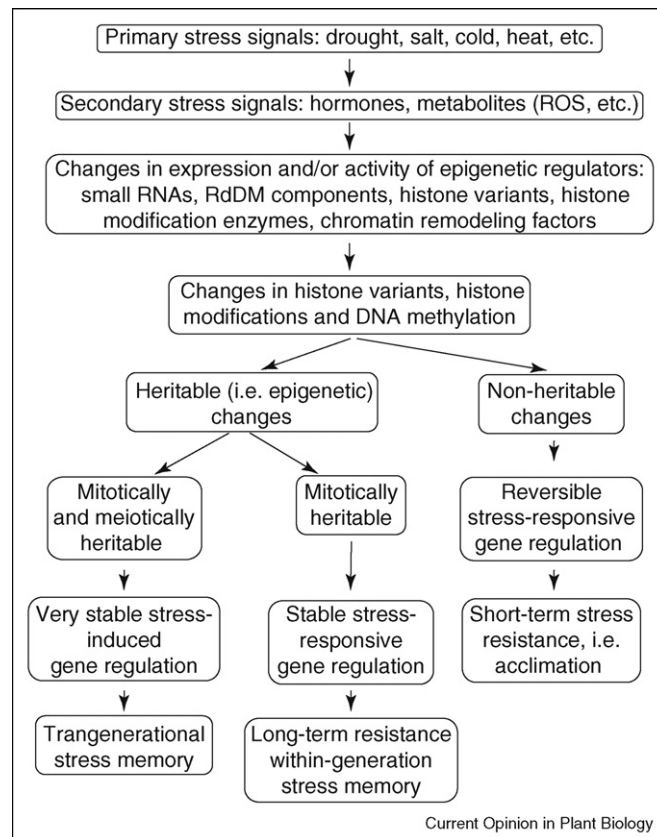 Primary stress signals: drought, salt, cold, heat, etc.
Secondary stress signals: hormones, metabolites (ROS, etc.)
Changes in expression and/or activity of epigenetic regulators:
small RNAs, RdDM components, histone variants, histone
modification enzymes, chromatin remodeling factors
Changes in histone variants, histone
modifications and DNA methylation
Heritable (i.e. epigenetic)
changes
Non-heritable
changes
Mitotically
and meiotically
heritable
Mitotically
heritable
Reversible
stress-responsive
gene regulation
Very stable stress-
induced
gene regulation
Stable stress-
responsive
gene regulation
Short-term stress
resistance, i.e.
acclimation
Trangenerational
stress memory
Long-term resistance
within-generation
stress memory
Current Opinion in Plant Biology